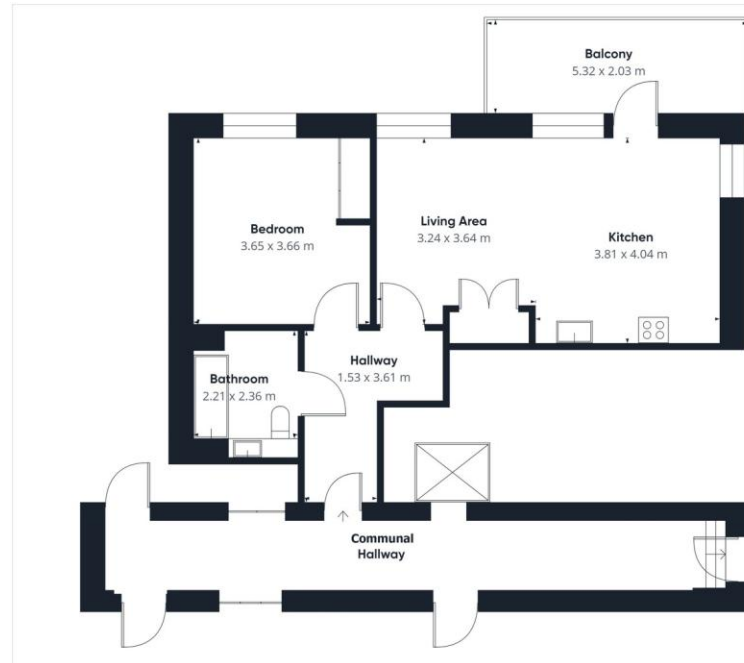 Balcony
5.32 x 2.03 m
Bedroom
3.65 x 3.66 m
Living Area
3.24 x 3.64 m
Kitchen
3.81 x 4.04 m
Hallway
1.53 x 3.61 m
Bathroom
2.21 x 2.36 m
Communal
Hallway